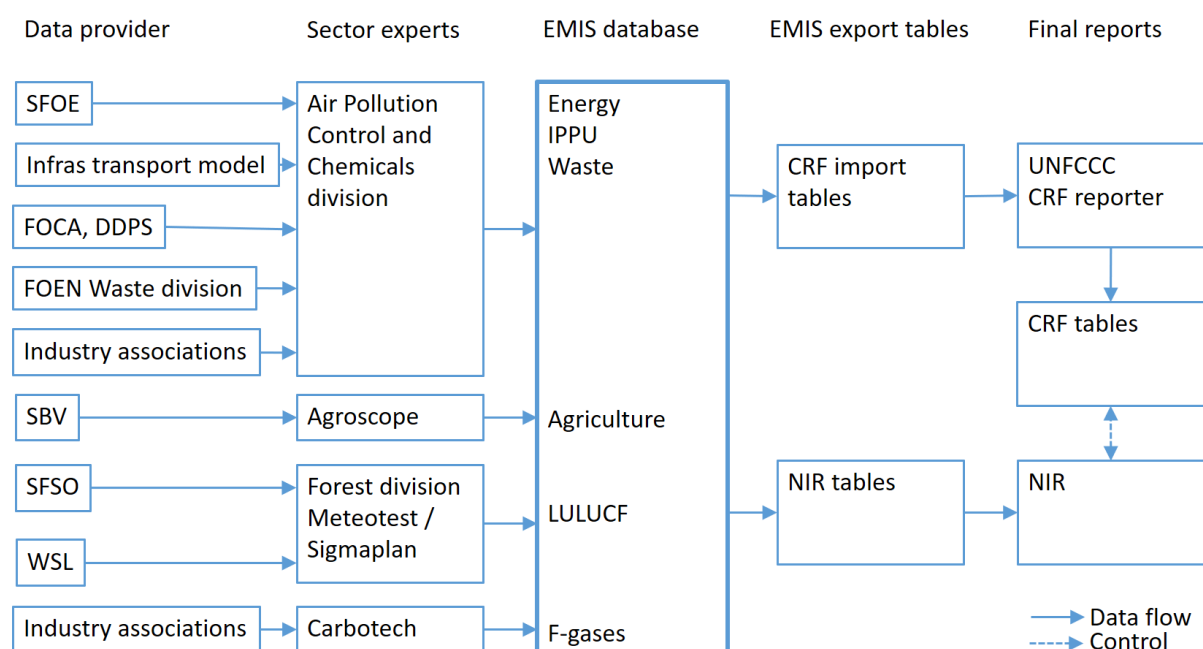 Data provider
Sector experts
EMIS database
EMIS export tables
Final reports
SFOE
Infras transport model
FOCA, DDPS
FOEN Waste division
Industry associations
SBV
SFSO
WSL
Industry associations
Air Pollution
Control and
Chemicals
division
Agroscope
Forest division
Meteotest /
Sigmaplan
Carbotech
Energy
IPPU
Waste
Agriculture
LULUCF
F-gases
CRF import
tables
NIR tables
UNFCCC
CRF reporter
CRF tables
NIR
Data flow
Control